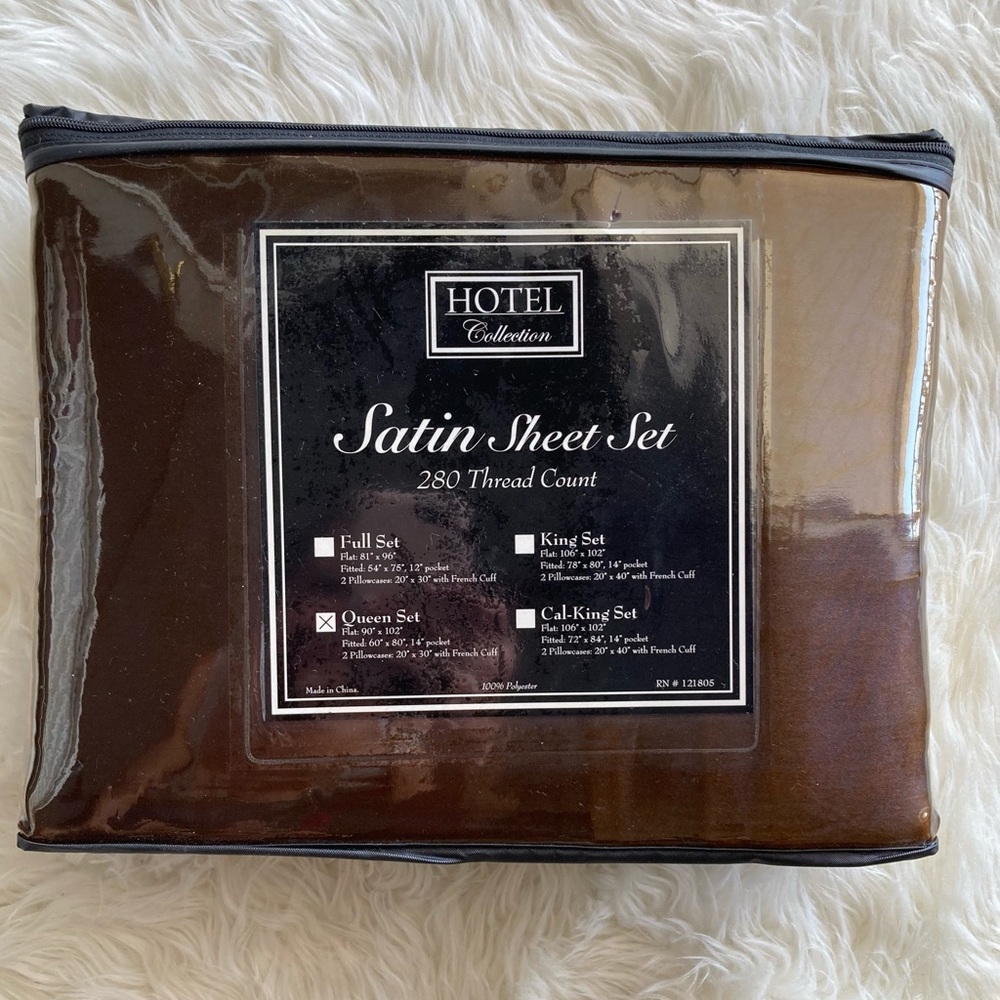 HOTEL
Collection
Satin Sheet Set
280 Thread Count
Full Set
Flat: 81" x 96"
Fitted: 54" x 75", 12" pocket
2 Pillowcases: 20" x 30" with French Cuff
King Set
Flat: 106" x 102"
Fitted: 78" x 80", 14" pocket
2 Pillowcases: 20" x 40" with French Cuff
Queen Set
Flat: 90" x 102"
Fitted: 60" x 80", 14" pocket
2 Pillowcases: 20" x 30" with French Cuff
Cal-King Set
Flat: 106" x 102"
Fitted: 72" x 84", 14" pocket
2 Pillowcases: 20" x 40" with French Cuff
Made in China.
100% Polyester
RN # 121805